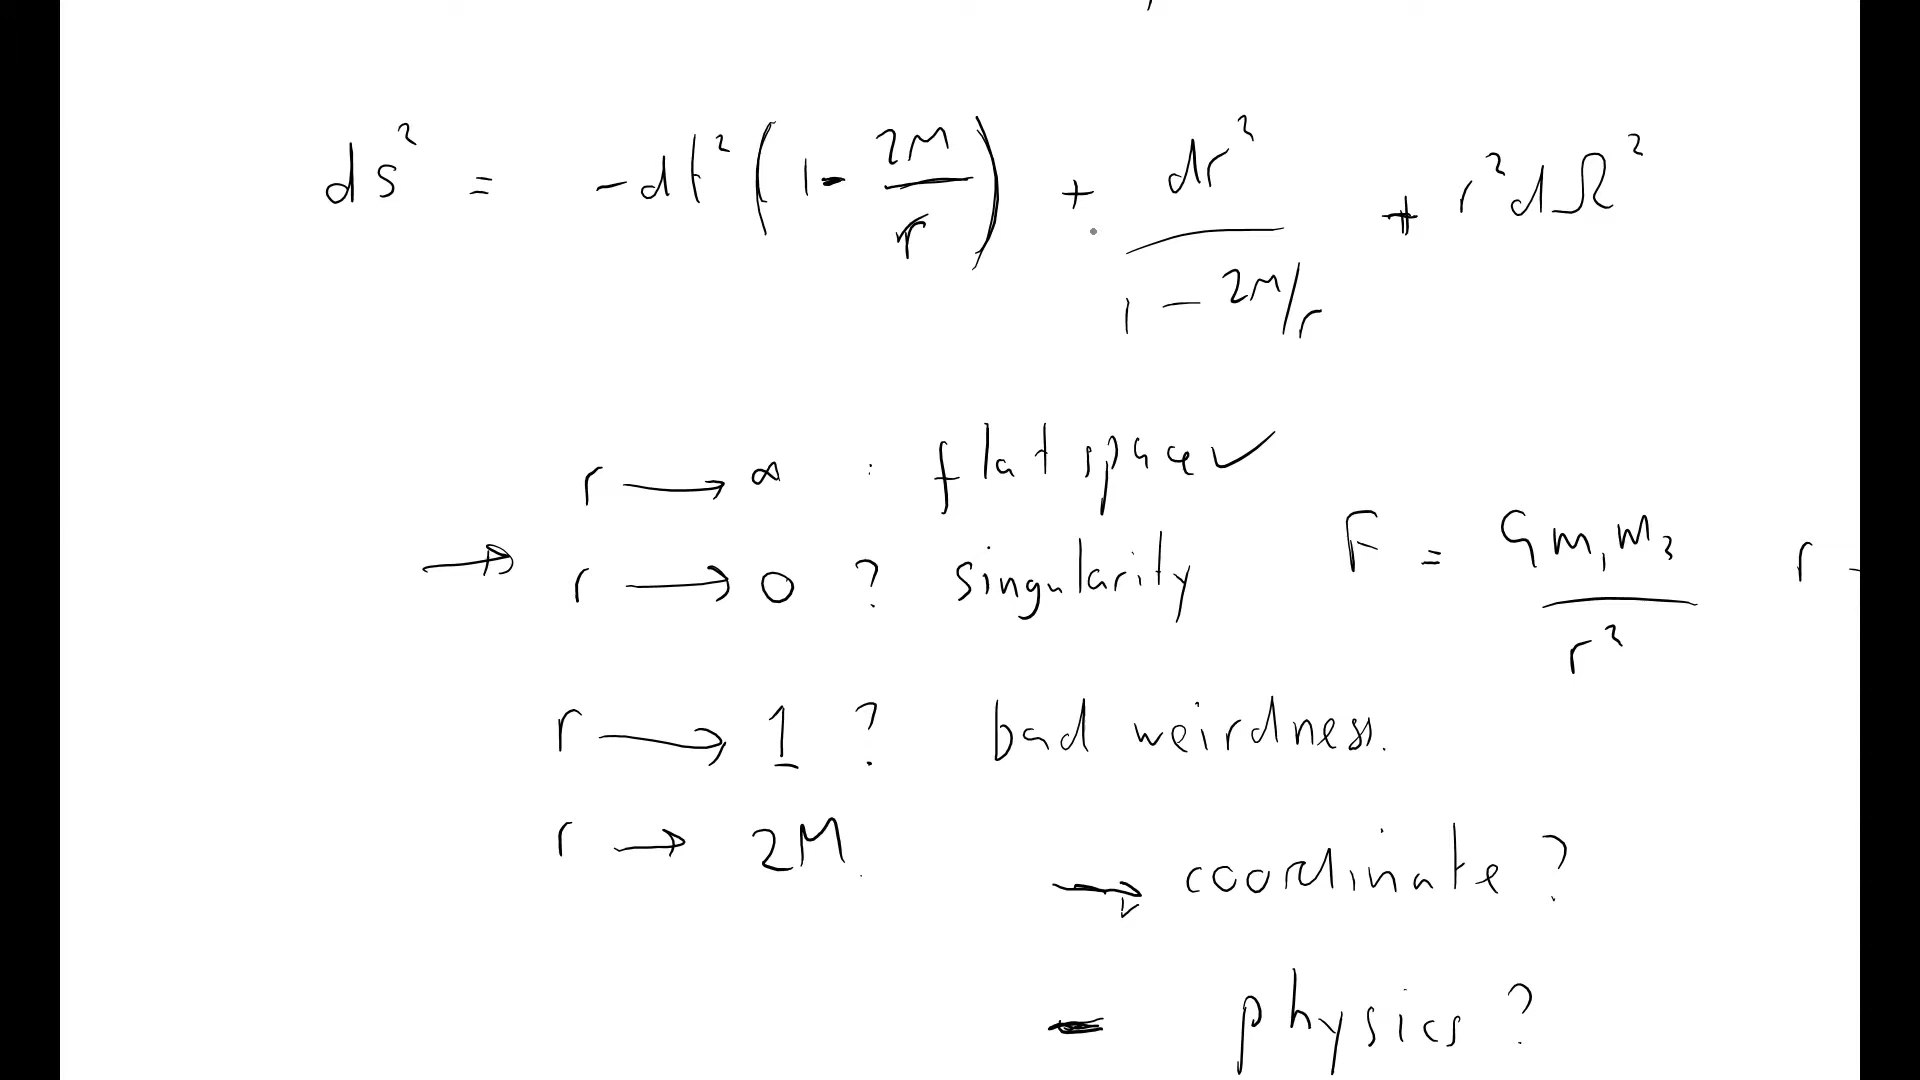 ds² = -dt² (1 - 2M/r) + dr²/(1 - 2M/r) + r²dΩ²
r → ∞ : flat space ✓
→ r → 0 ? singularity F = Gm₁m₂/r² r -
r → 1 ? bad weirdness.
r → 2M
→ coordinate ?
- physics ?